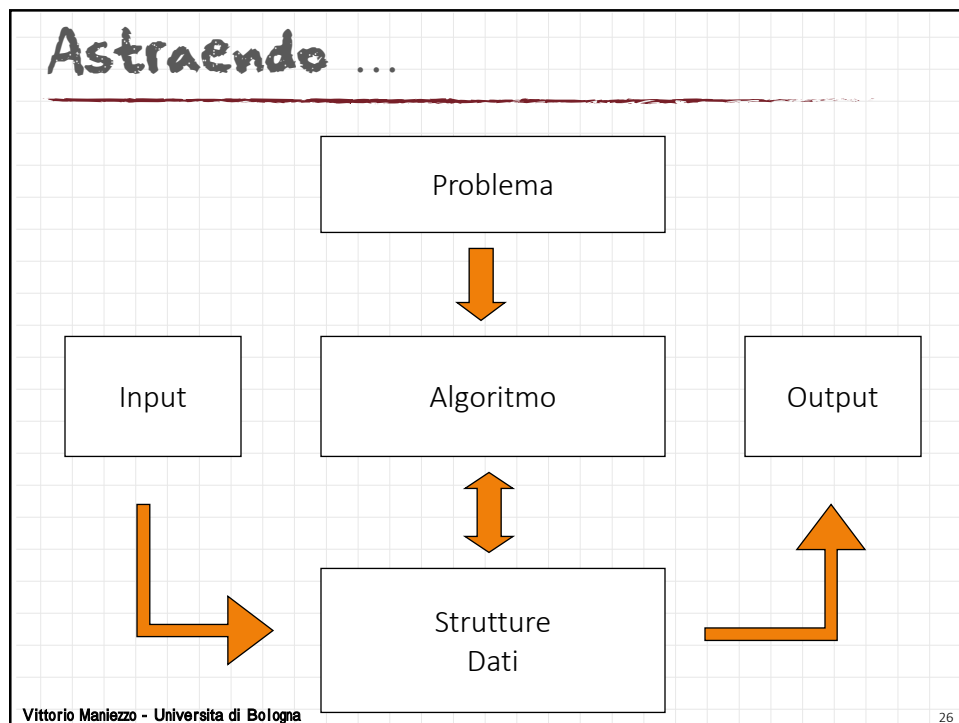 Astraendo ...
Problema
Input
Algoritmo
Output
Strutture
Dati
Vittorio Maniezzo - Universita di Bologna
26